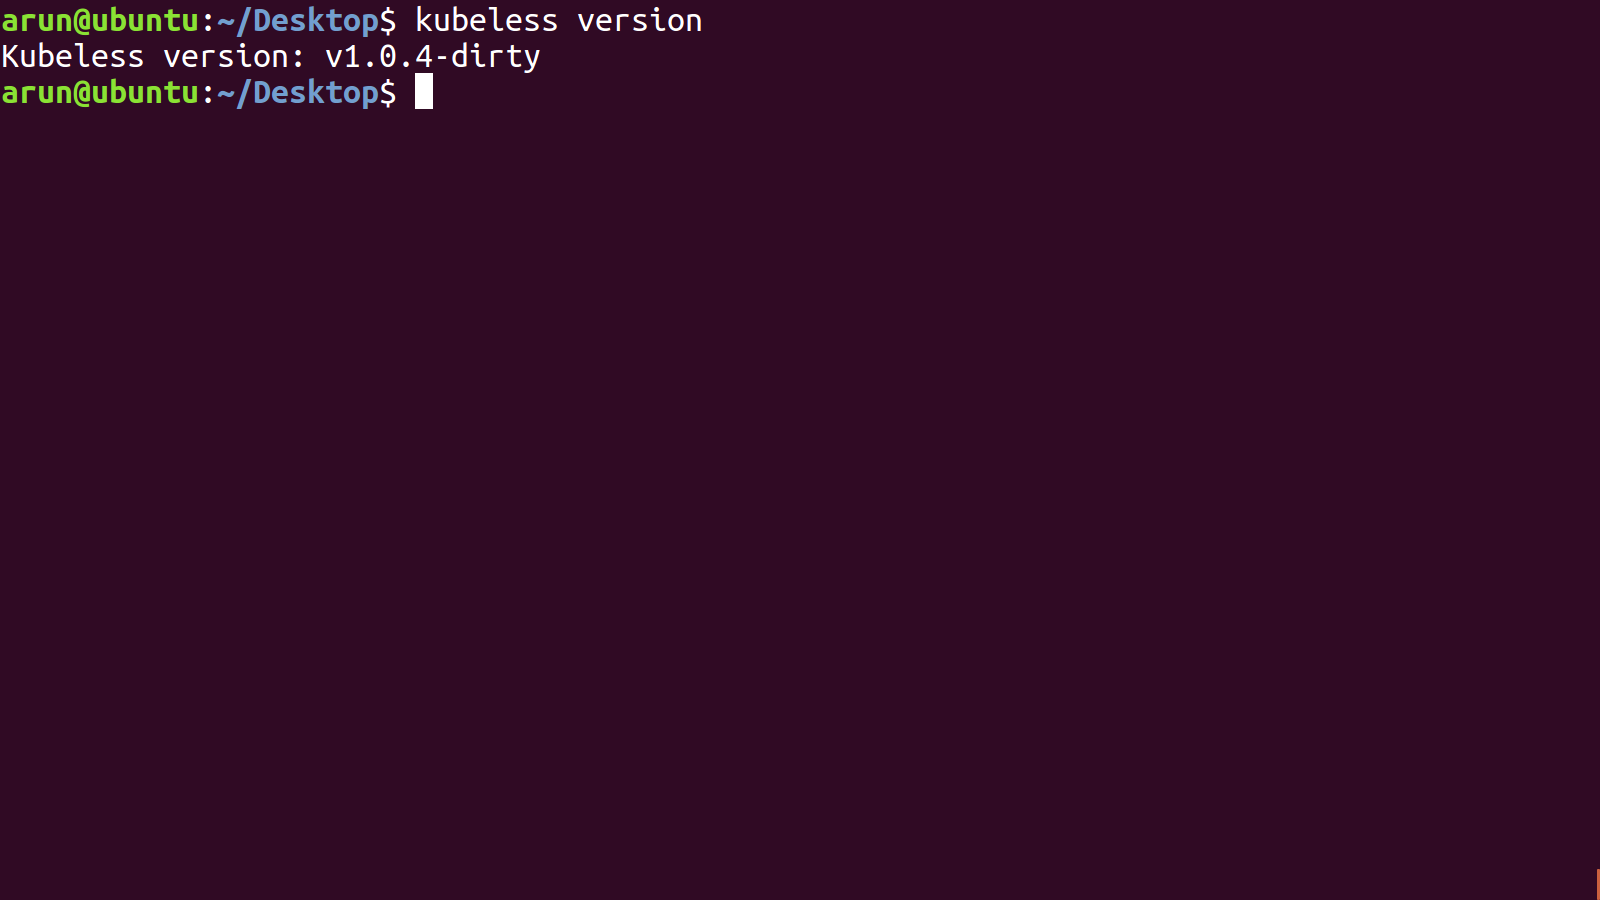 arun@ubuntu:~/Desktop$ kubeless version
Kubeless version: v1.0.4-dirty
arun@ubuntu:~/Desktop$